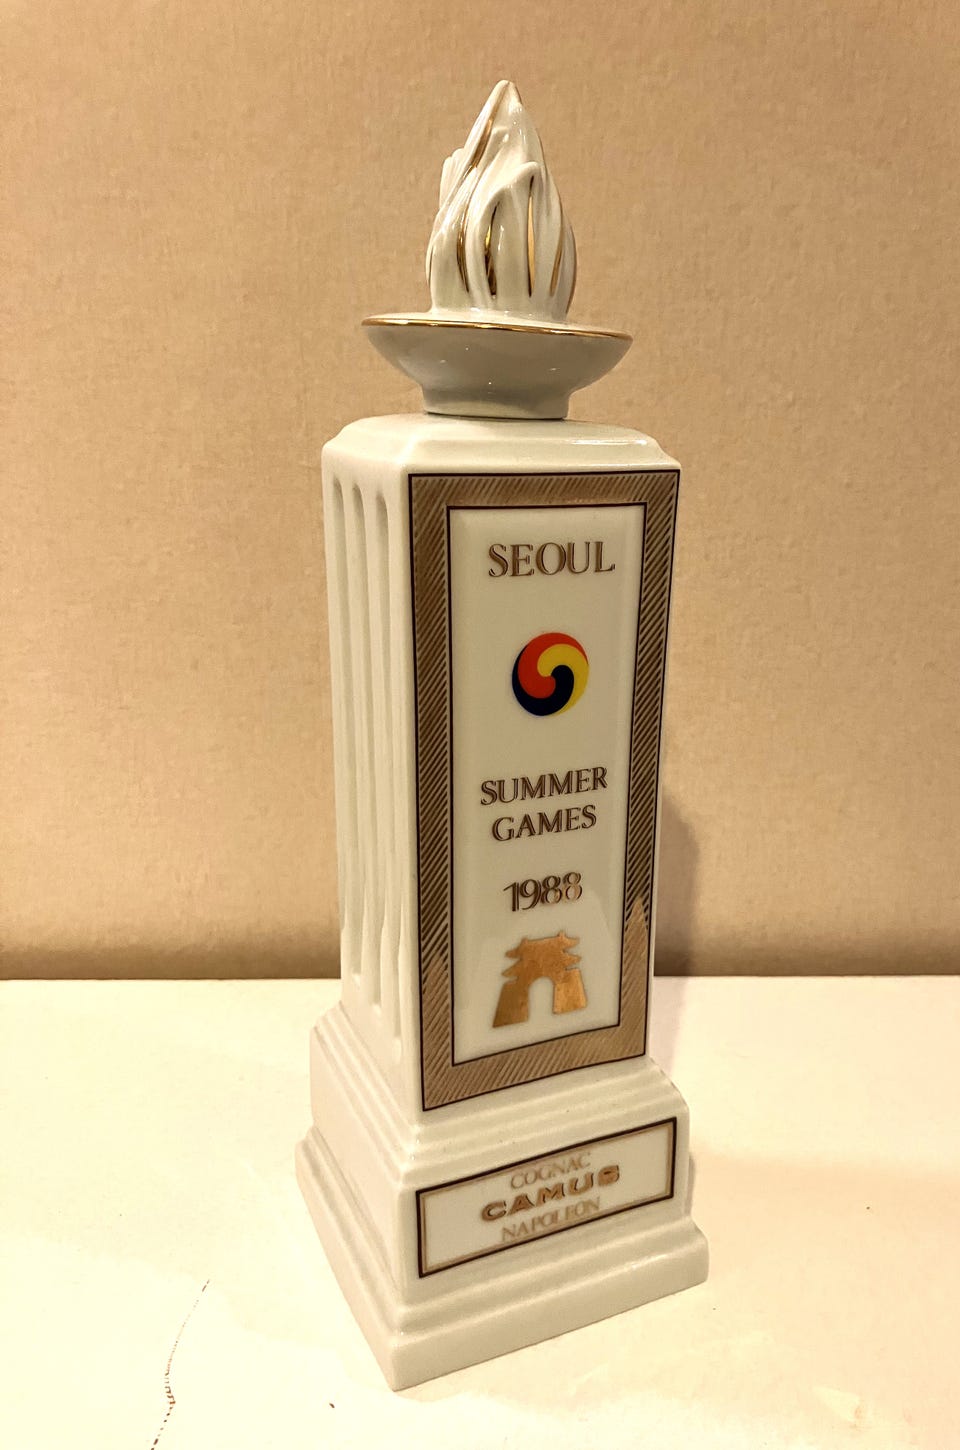 SEOUL
SUMMER
GAMES
1988
COGNAC
CAMUS
NAPOLEON